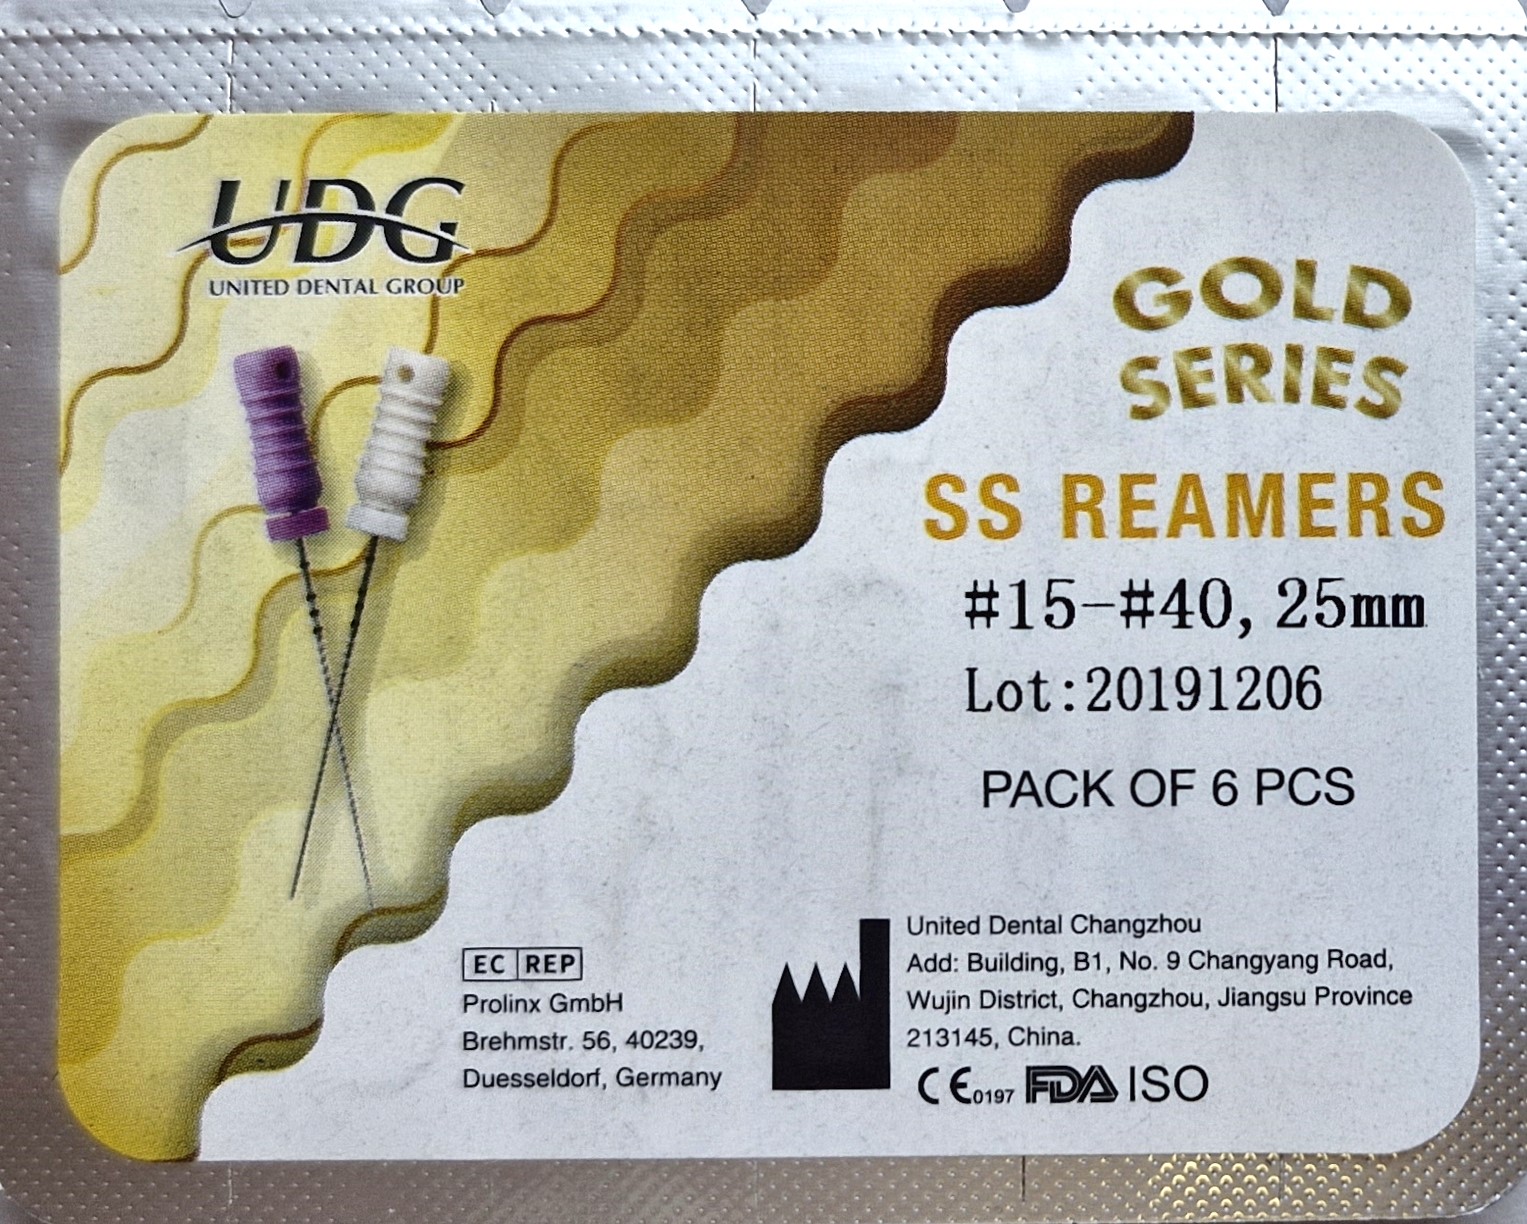 UDG
UNITED DENTAL GROUP
GOLD
SERIES
SS REAMERS
#15-#40, 25mm
Lot:20191206
PACK OF 6 PCS
EC REP
Prolinx GmbH
Brehmstr. 56, 40239,
Duesseldorf, Germany
United Dental Changzhou
Add: Building, B1, No. 9 Changyang Road,
Wujin District, Changzhou, Jiangsu Province
213145, China.
CE0197 FDA ISO